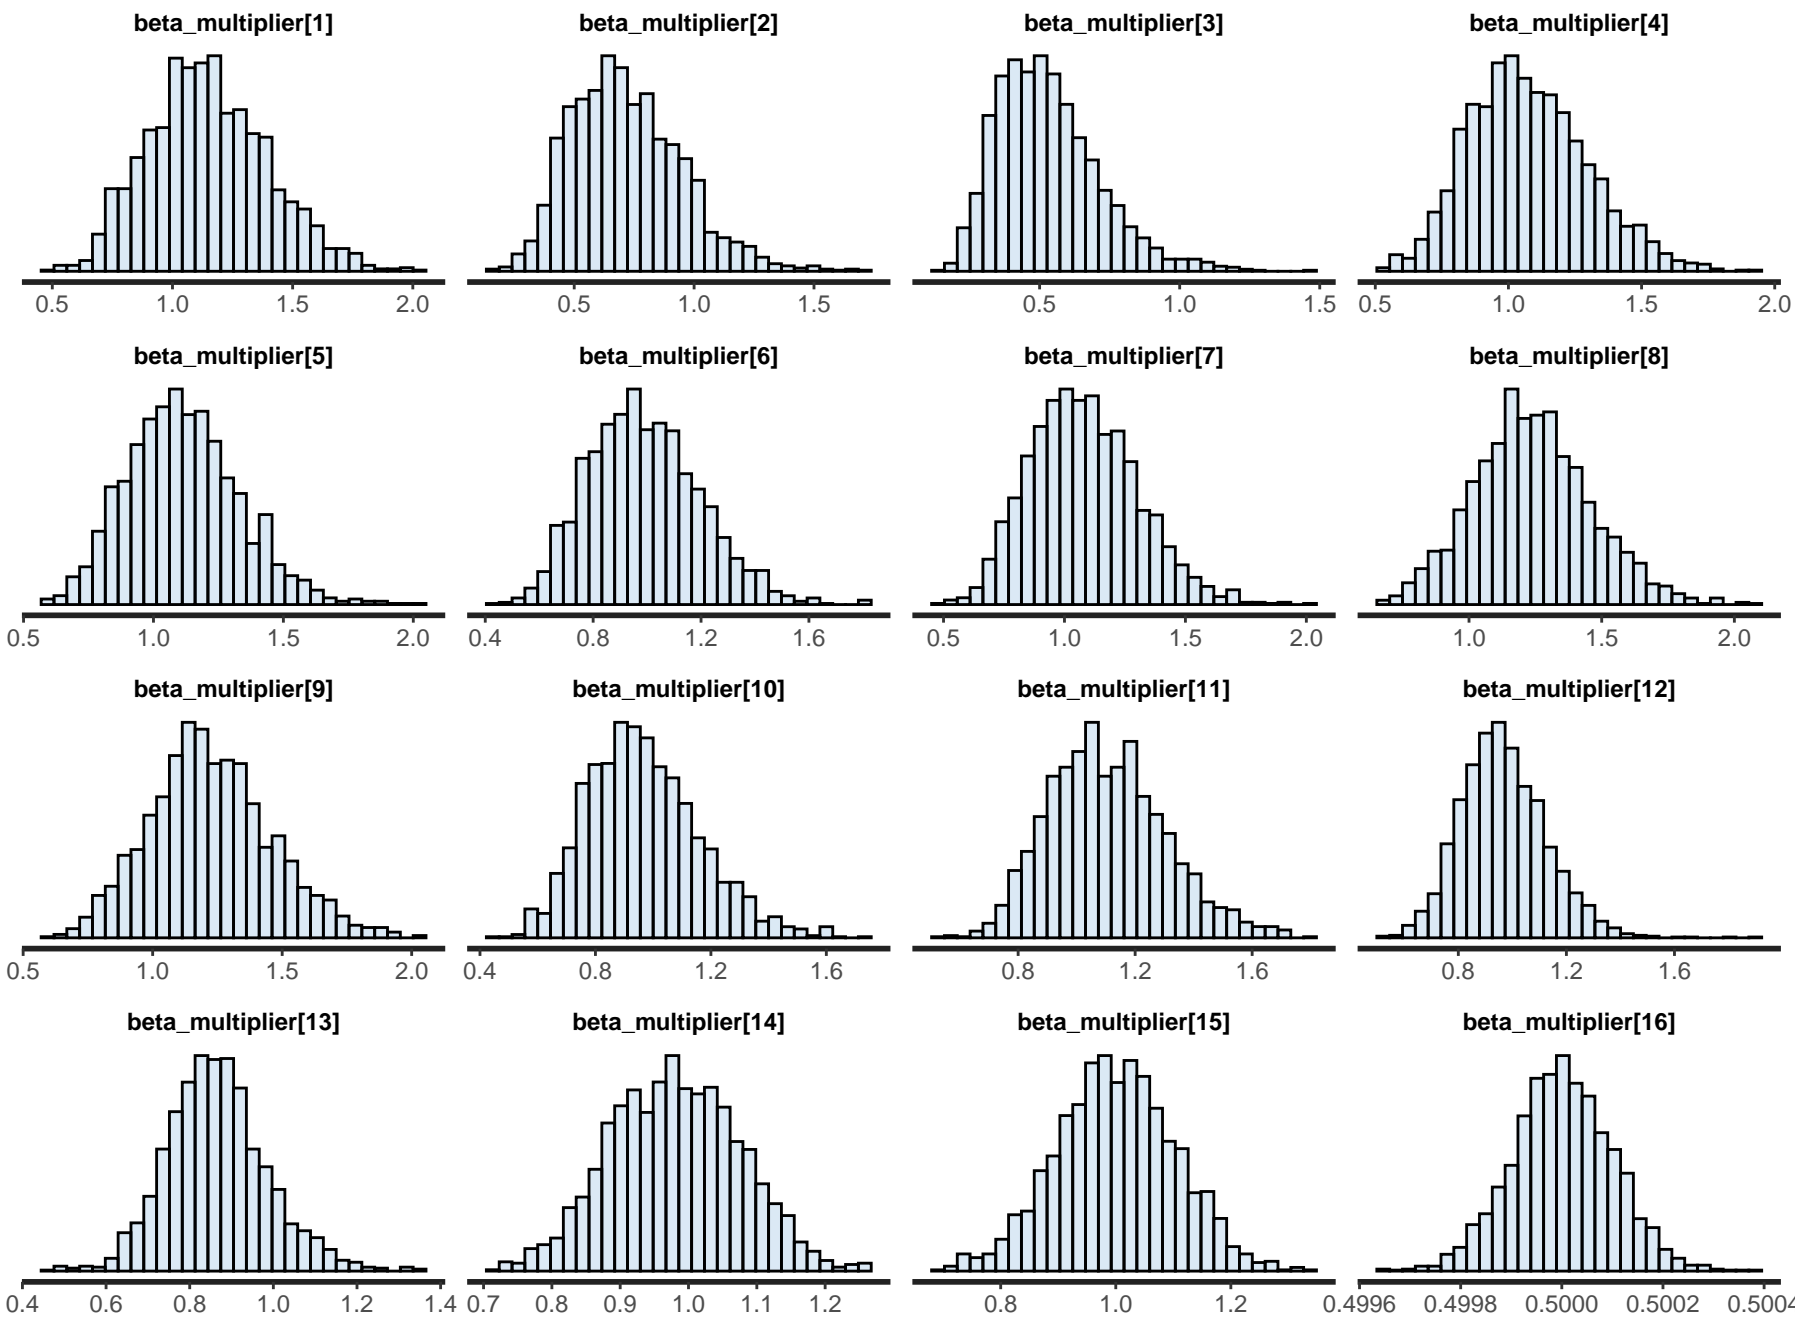 beta_multiplier[1] beta_multiplier[2] beta_multiplier[3] beta_multiplier[4]
0.5 1.0 1.5 2.0 0.5 1.0 1.5 0.5 1.0 1.5 0.5 1.0 1.5 2.0
beta_multiplier[5] beta_multiplier[6] beta_multiplier[7] beta_multiplier[8]
0.5 1.0 1.5 2.0 0.4 0.8 1.2 1.6 0.5 1.0 1.5 2.0 1.0 1.5 2.0
beta_multiplier[9] beta_multiplier[10] beta_multiplier[11] beta_multiplier[12]
0.5 1.0 1.5 2.0 0.4 0.8 1.2 1.6 0.8 1.2 1.6 0.8 1.2 1.6
beta_multiplier[13] beta_multiplier[14] beta_multiplier[15] beta_multiplier[16]
0.4 0.6 0.8 1.0 1.2 1.4 0.7 0.8 0.9 1.0 1.1 1.2 0.8 1.0 1.2 0.4996 0.4998 0.5000 0.5002 0.5004